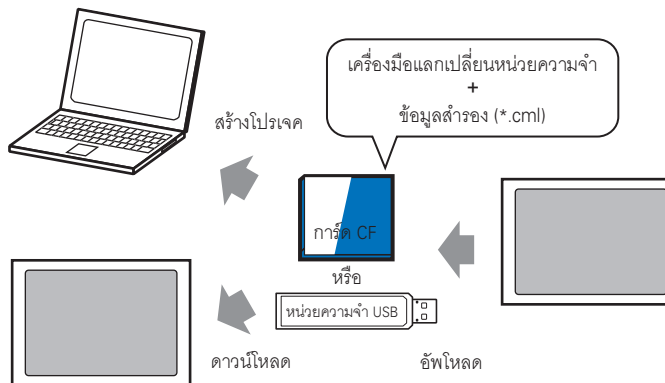 เครื่องมือแลกเปลี่ยนหน่วยความจำ
+
ข้อมูลสำรอง (*.cml)
สร้างโปรเจค
การ์ด CF
หรือ
หน่วยความจำ USB
ดาวน์โหลด
อัพโหลด